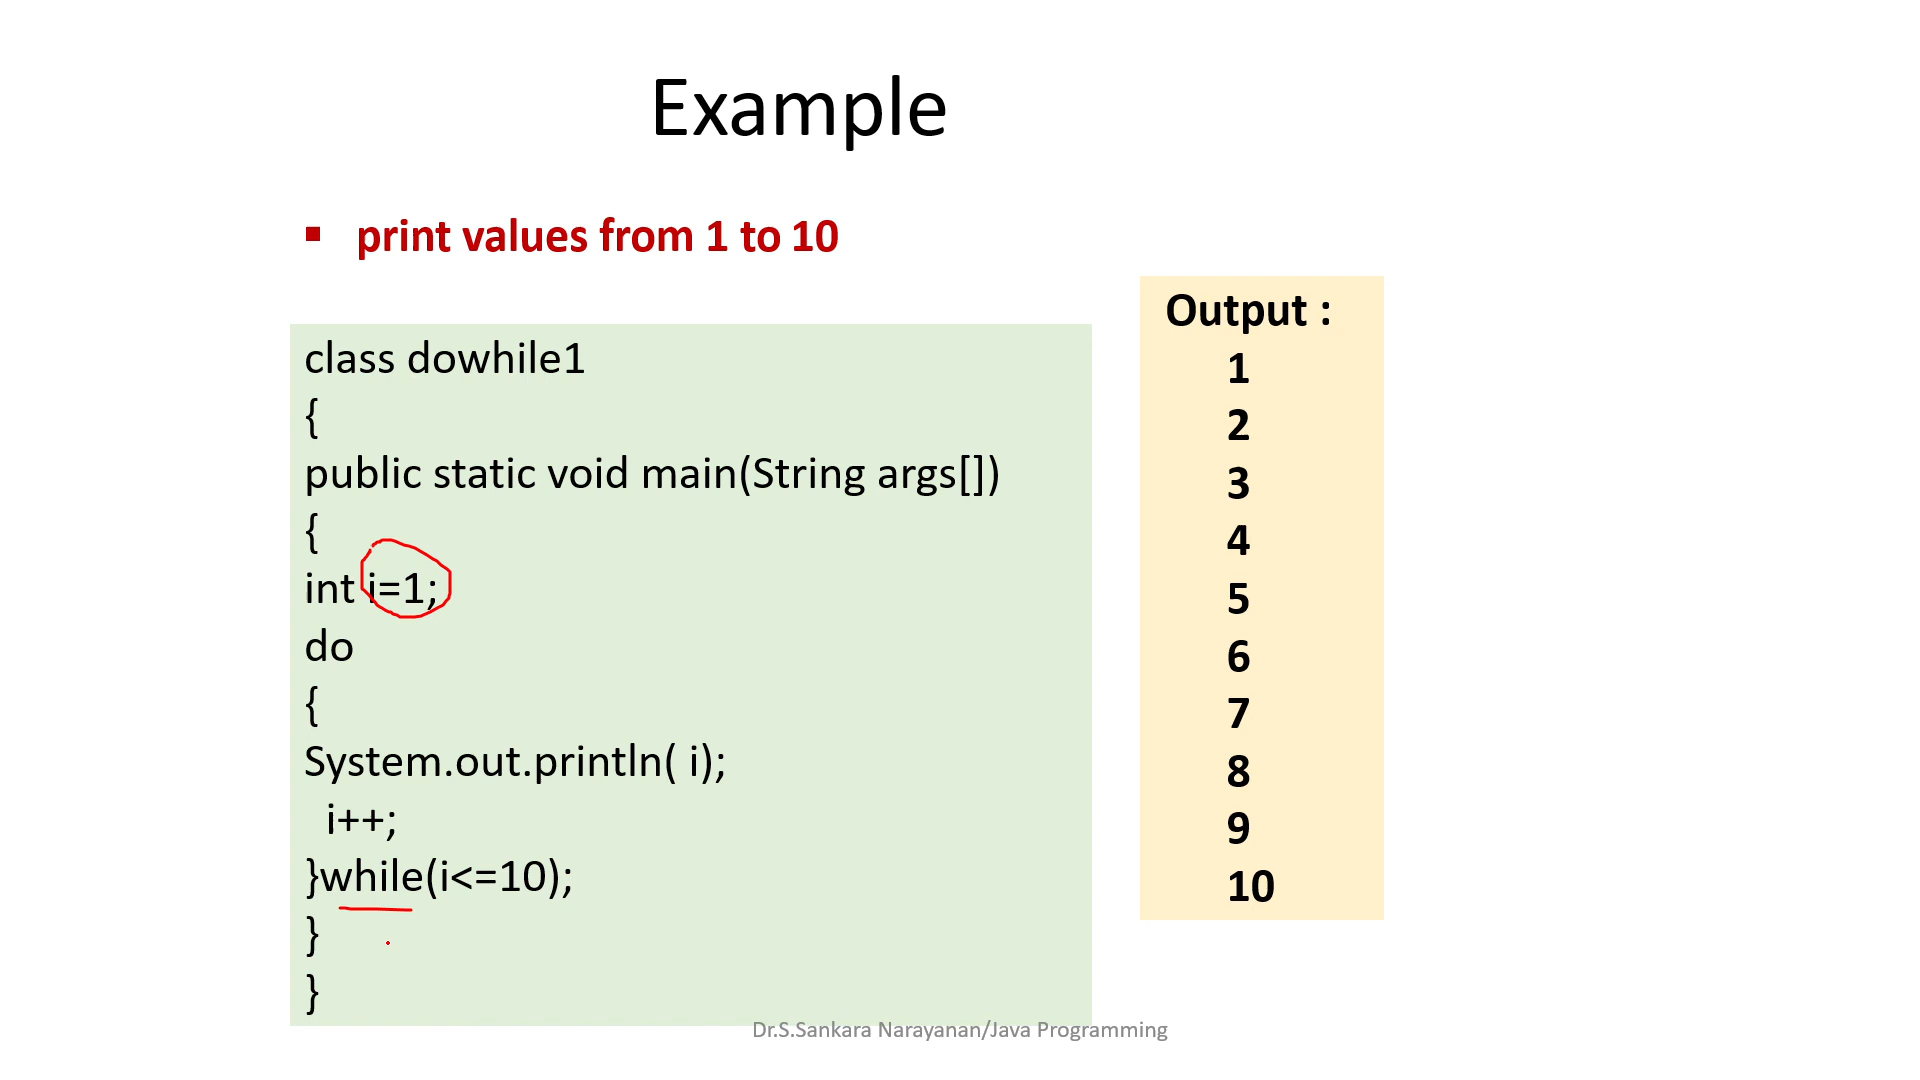 Example
▪ print values from 1 to 10
class dowhile1
{
public static void main(String args[])
{
int i=1;
do
{
System.out.println( i);
i++;
}while(i<=10);
}
}
Output :
1
2
3
4
5
6
7
8
9
10
Dr.S.Sankara Narayanan/Java Programming